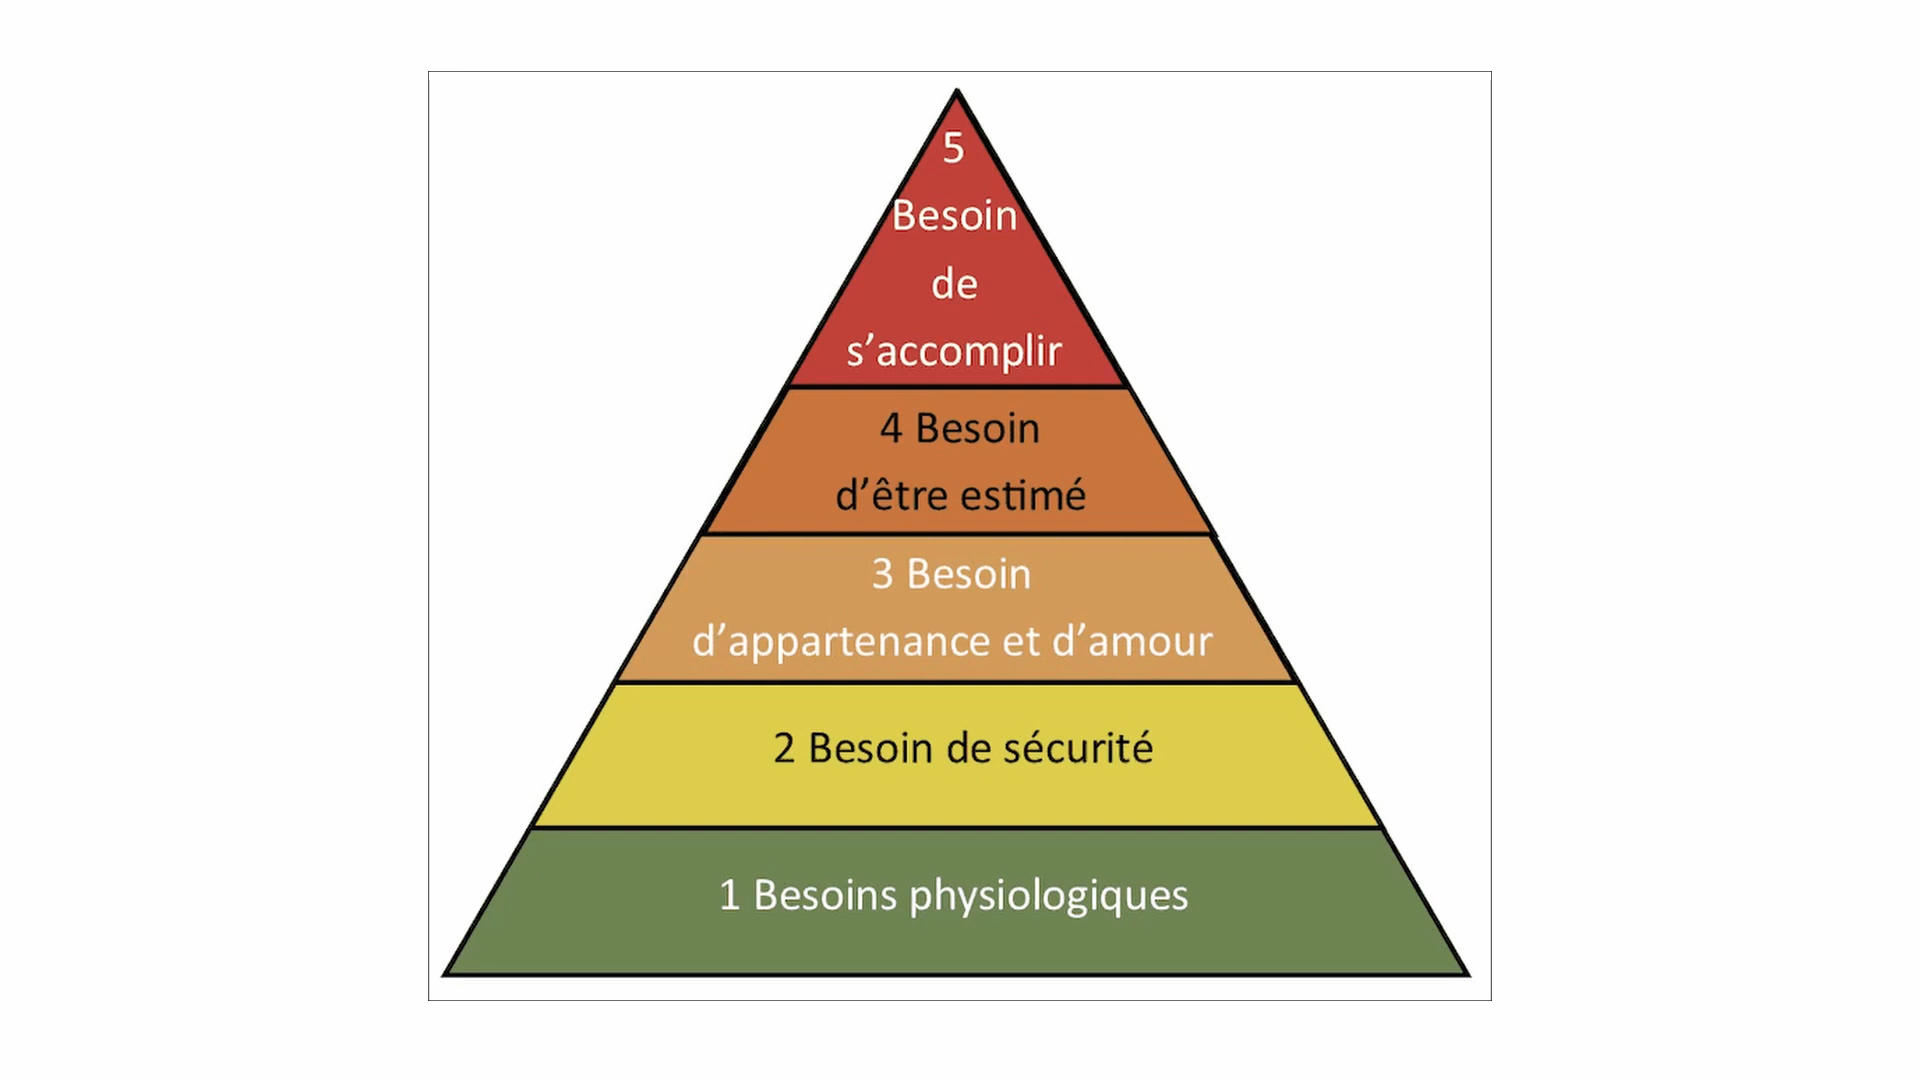 5
Besoin
de
s’accomplir
4 Besoin
d’être estimé
3 Besoin
d’appartenance et d’amour
2 Besoin de sécurité
1 Besoins physiologiques